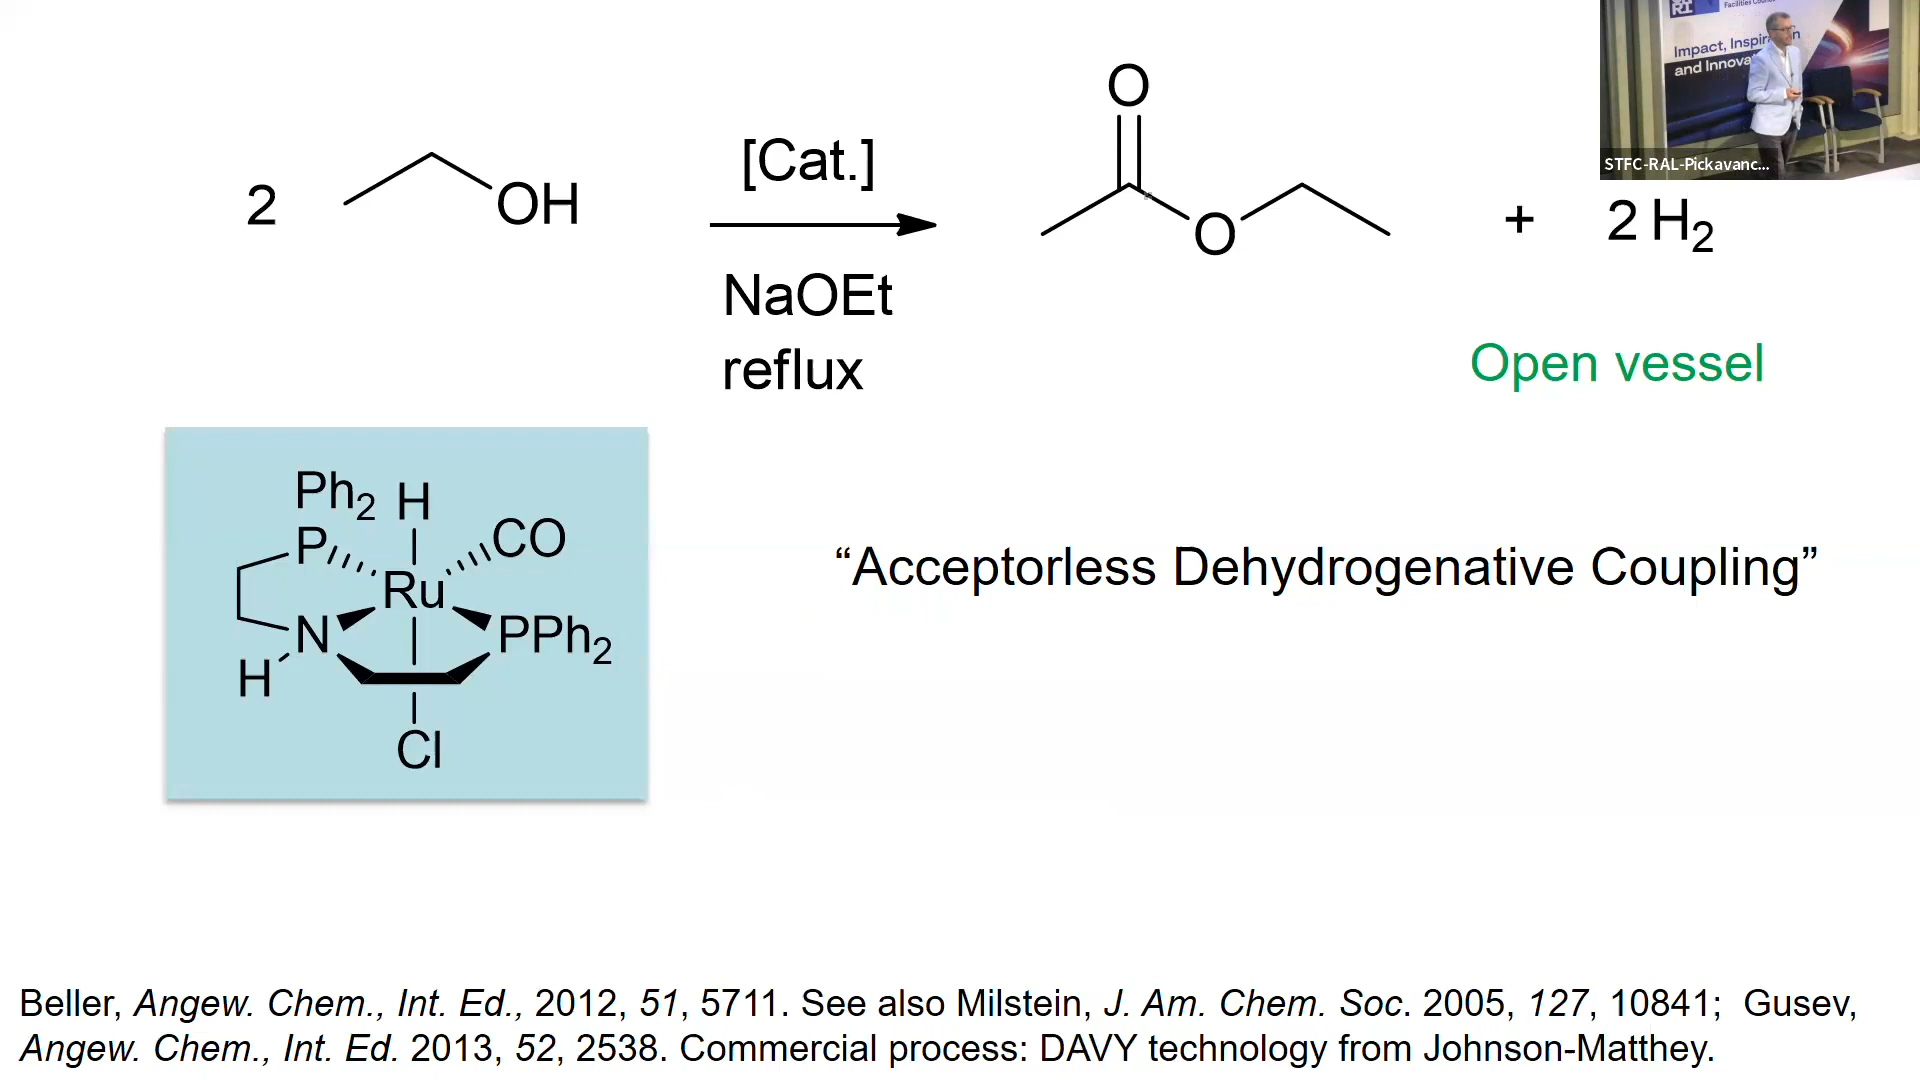 2
OH
[Cat.]
NaOEt
reflux
O
O
+
2 H2
Open vessel
Ph2
H
P
CO
Ru
N
PPh2
H
Cl
“Acceptorless Dehydrogenative Coupling”
Beller, Angew. Chem., Int. Ed., 2012, 51, 5711. See also Milstein, J. Am. Chem. Soc. 2005, 127, 10841; Gusev,
Angew. Chem., Int. Ed. 2013, 52, 2538. Commercial process: DAVY technology from Johnson-Matthey.
Facilities
Impact,
and
STFC-RAL-Pickavanc...